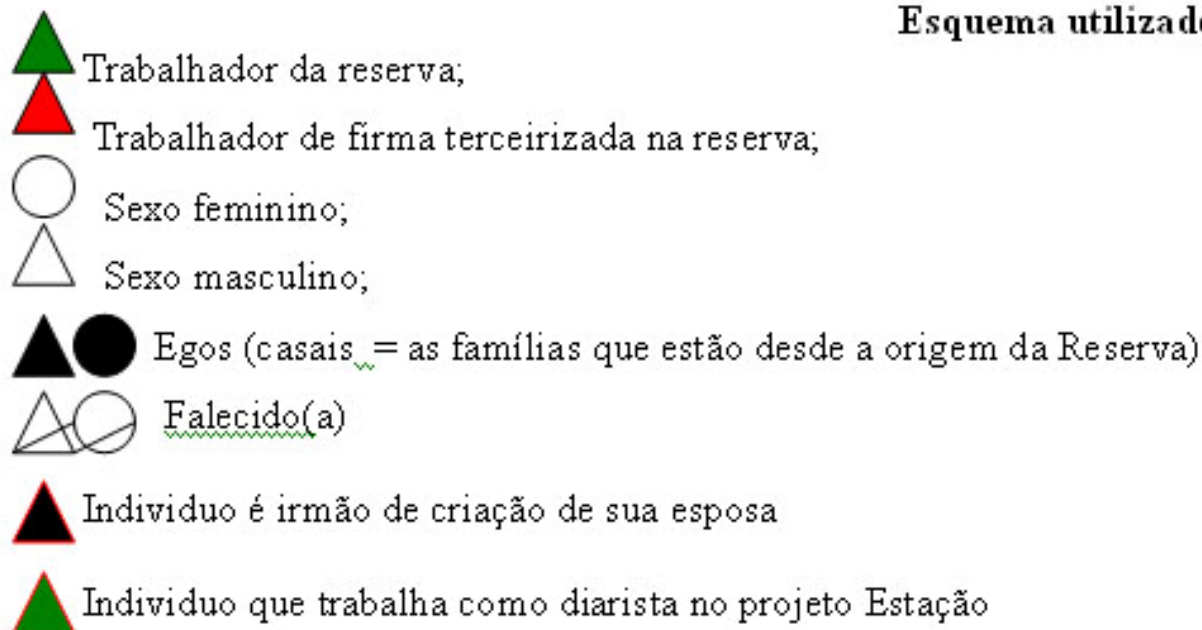 Esquema utilizad
Trabalhador da reserva;
Trabalhador de firma terceirizada na reserva;
Sexo feminino;
Sexo masculino;
Egos (casais = as famílias que estão desde a origem da Reserva)
Falecido(a)
Individuo é irmão de criação de sua esposa
Individuo que trabalha como diarista no projeto Estação